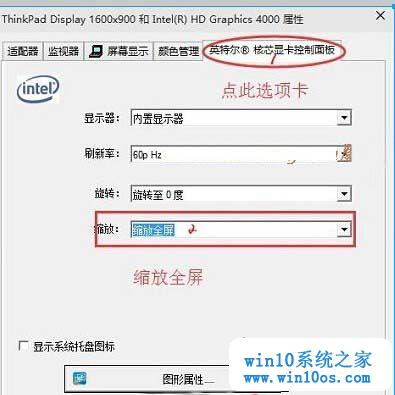 ThinkPad Display 1600x900 和 Intel(R) HD Graphics 4000 属性
适配器 监视器 屏幕显示 颜色管理 英特尔® 核芯显卡控制面板
1
点此选项卡
intel
显示器： 内置显示器
刷新率： 60p Hz
旋转： 旋转至 0 度
缩放： 缩放全屏 2
缩放全屏
显示系统托盘图标
图形属性...
win10系统之家
www.win10os.com